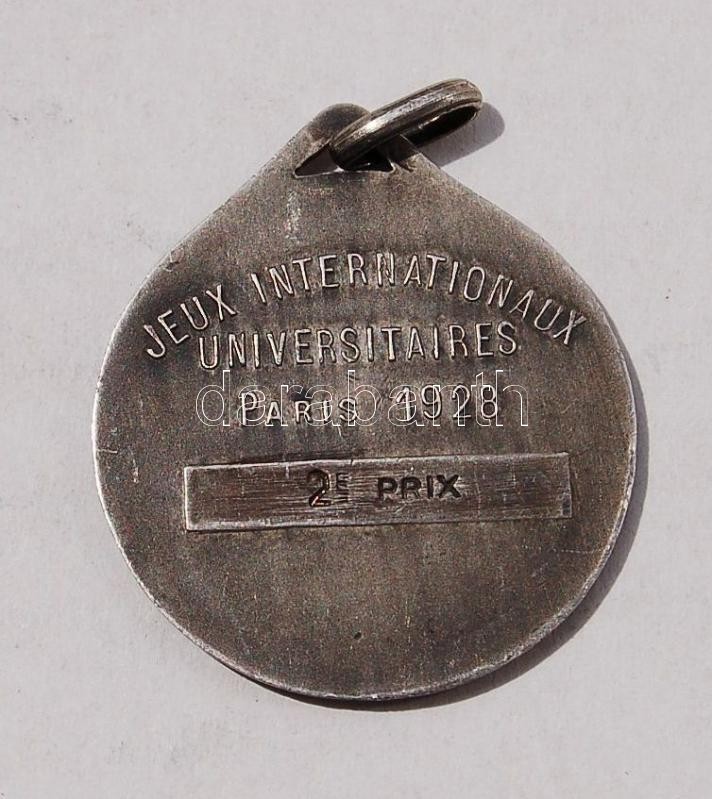 JEUX INTERNATIONAUX
UNIVERSITAIRES
PARIS 1928
darabanth
2E PRIX